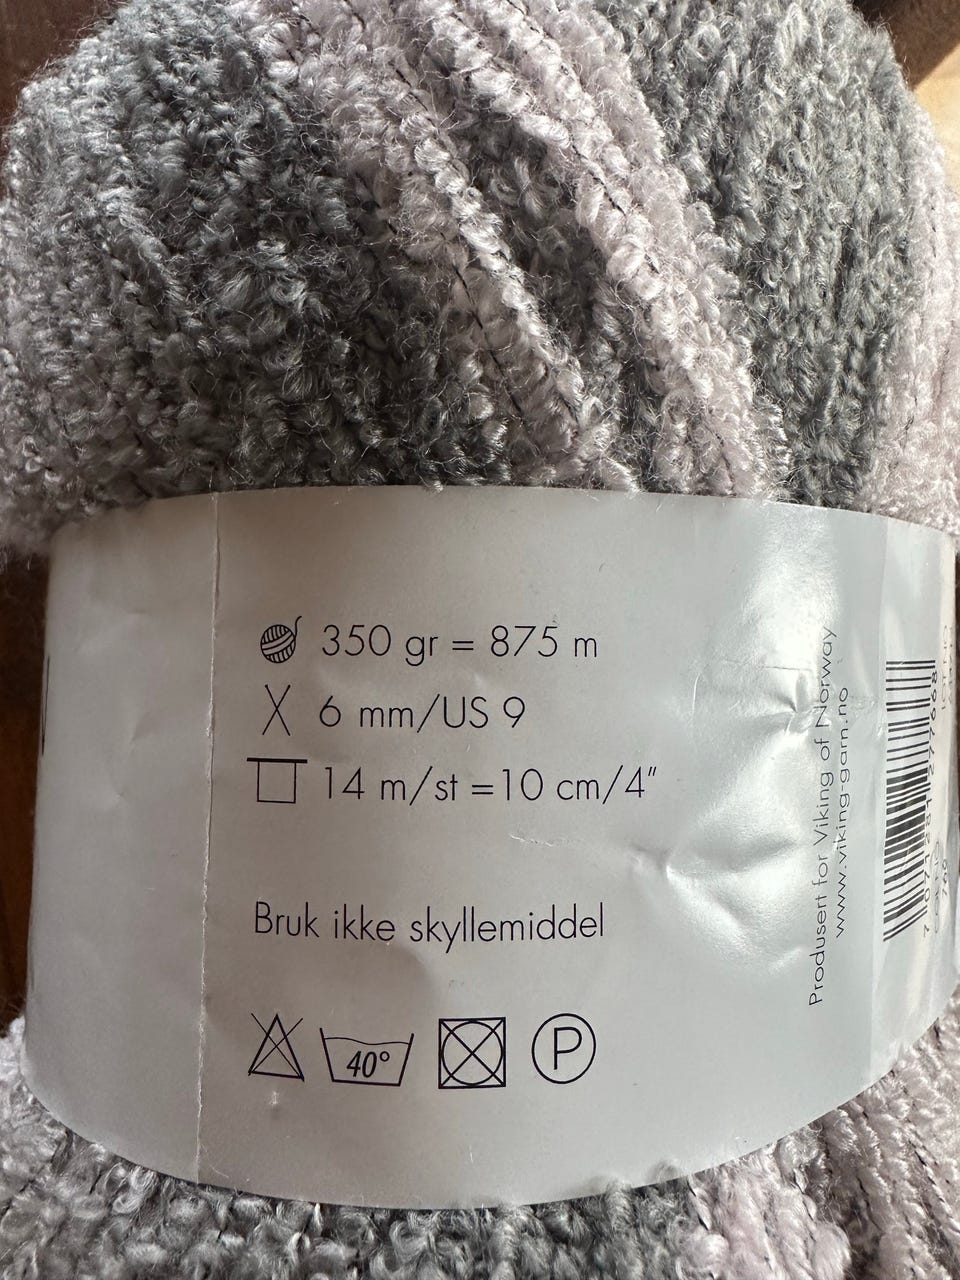 350 gr = 875 m
6 mm/US 9
14 m/st =10 cm/4"
Bruk ikke skyllemiddel
40°
P
Produsert for Viking of Norway
www.viking-garn.no